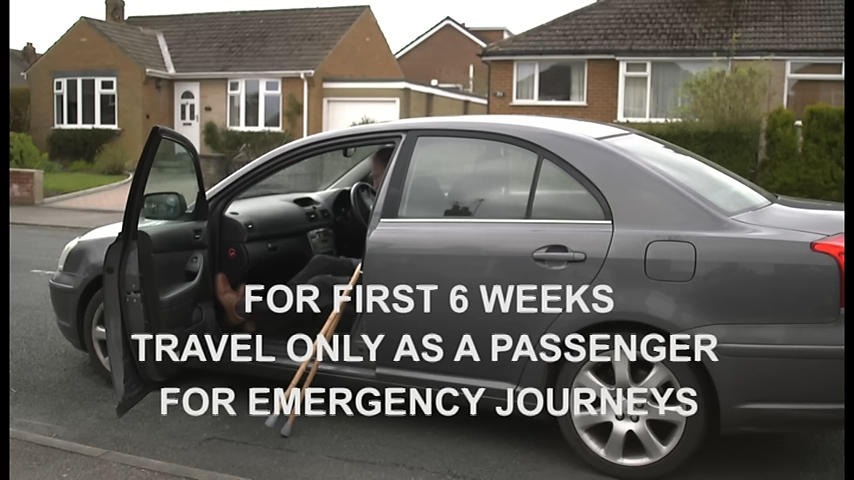 FOR FIRST 6 WEEKS
TRAVEL ONLY AS A PASSENGER
FOR EMERGENCY JOURNEYS